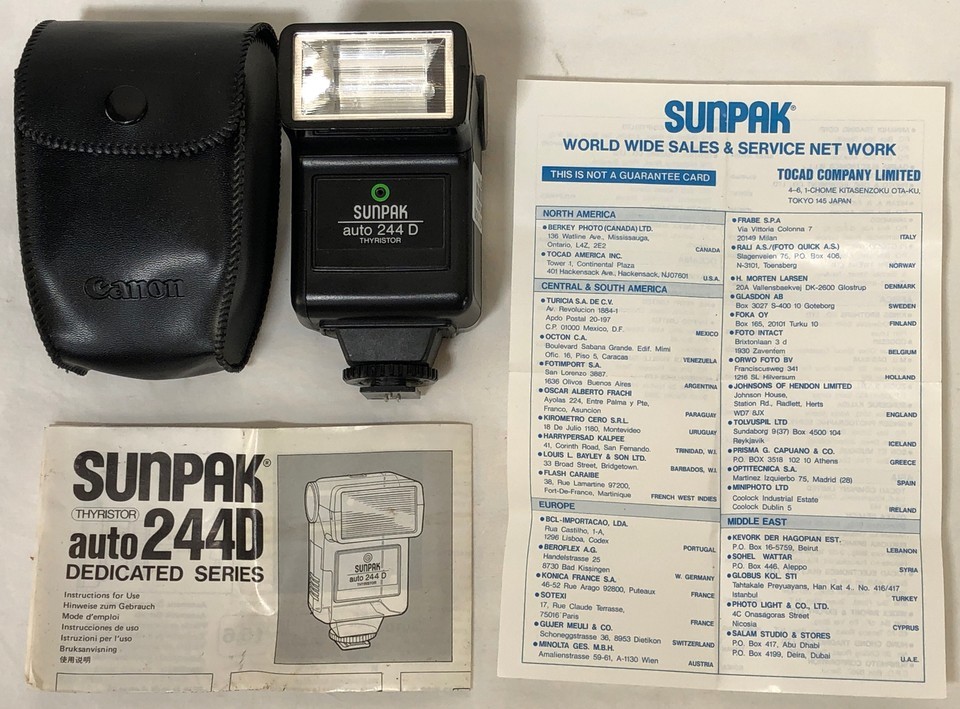 Canon
SUNPAK
auto 244 D
THYRISTOR
SUNPAK®
THYRISTOR
auto 244D
DEDICATED SERIES
Instructions for Use
Hinweise zum Gebrauch
Mode d'emploi
Instrucciones de uso
Istruzioni per l'uso
Bruksanvisning
使用说明
SUNPAK
auto 244 D
THYRISTOR
SUNPAK®
WORLD WIDE SALES & SERVICE NET WORK
THIS IS NOT A GUARANTEE CARD
TOCAD COMPANY LIMITED
4-6, 1-CHOME KITASENZOKU OTA-KU,
TOKYO 145 JAPAN
NORTH AMERICA
● BERKEY PHOTO (CANADA) LTD.
136 Watline Ave., Mississauga,
Ontario, L4Z, 2E2 CANADA
● TOCAD AMERICA INC.
Tower 1, Continental Plaza
401 Hackensack Ave., Hackensack, NJ07601 U.S.A.
CENTRAL & SOUTH AMERICA
● TURICIA S.A. DE C.V.
Av. Revolucion 1884-1
Apdo Postal 20-197
C.P. 01000 Mexico, D.F. MEXICO
● OCTON C.A.
Boulevard Sabana Grande. Edif. Mimi
Ofic. 16, Piso 5, Caracas VENEZUELA
● FOTIMPORT S.A.
San Lorenzo 3887.
1636 Olivos Buenos Aires ARGENTINA
● OSCAR ALBERTO FRACHI
Ayolas 224, Entre Palma y Pte,
Franco, Asuncion PARAGUAY
● KIROMETRO CERO S.R.L.
18 De Julio 1180, Montevideo URUGUAY
● HARRYPERSAD KALPEE
41, Corinth Road, San Fernando. TRINIDAD, W.I.
● LOUIS L. BAYLEY & SON LTD.
33 Broad Street, Bridgetown. BARBADOS, W.I.
● FLASH CARAIBE
38, Rue Lamartine 97200,
Fort-De-France, Martinique FRENCH WEST INDIES
EUROPE
● BCL-IMPORTACAO, LDA.
Rua Castilho, 1-A,
1296 Lisboa, Codex PORTUGAL
● BEROFLEX A.G.
Handelstrasse 25
8730 Bad Kissingen W. GERMANY
● KONICA FRANCE S.A.
46-52 Rue Arago 92800, Puteaux FRANCE
● SOTEXI
17, Rue Claude Terrasse,
75016 Paris FRANCE
● GUJER MEULI & CO.
Schoneggstrasse 36, 8953 Dietikon SWITZERLAND
● MINOLTA GES. M.B.H.
Amalienstrasse 59-61, A-1130 Wien AUSTRIA
● FRABE S.P.A
Via Vittoria Colonna 7
20149 Milan ITALY
● RALI A.S./(FOTO QUICK A.S.)
Slagenveien 75, P.O. Box 406,
N-3101, Toensberg NORWAY
● H. MORTEN LARSEN
20A Vallensbaekvej DK-2600 Glostrup DENMARK
● GLASDON AB
Box 3027 S-400 10 Goteborg SWEDEN
● FOKA OY
Box 165, 20101 Turku 10 FINLAND
● FOTO INTACT
Brixtonlaan 3 d
1930 Zaventem BELGIUM
● ORWO FOTO BV
Franciscusweg 341
1216 SL Hilversum HOLLAND
● JOHNSONS OF HENDON LIMITED
Johnson House,
Station Rd., Radlett, Herts
WD7 8JX ENGLAND
● TOLVUSPIL LTD
Sundaborg 9(37) Box 4500 104
Reykjavik ICELAND
● PRISMA G. CAPUANO & CO.
P.O. BOX 3518 102 10 Athens GREECE
● OPTITECNICA S.A.
Martinez Izquierbo 75, Madrid (28) SPAIN
● MINIPHOTO LTD
Coolock Industrial Estate
Coolock Dublin 5 IRELAND
MIDDLE EAST
● KEVORK DER HAGOPIAN EST.
P.O. Box 16-5759, Beirut LEBANON
● SOHEL WATTAR
P.O. Box 446, Aleppo SYRIA
● GLOBUS KOL. STI
Tahtakale Preyueyans, Han Kat 4.. No. 416/417
Istanbul TURKEY
● PHOTO LIGHT & CO., LTD.
4C Onasagoras Street
Nicosia CYPRUS
● SALAM STUDIO & STORES
P.O. Box 417, Abu Dhabi
P.O. Box 4199, Deira, Dubai U.A.E.